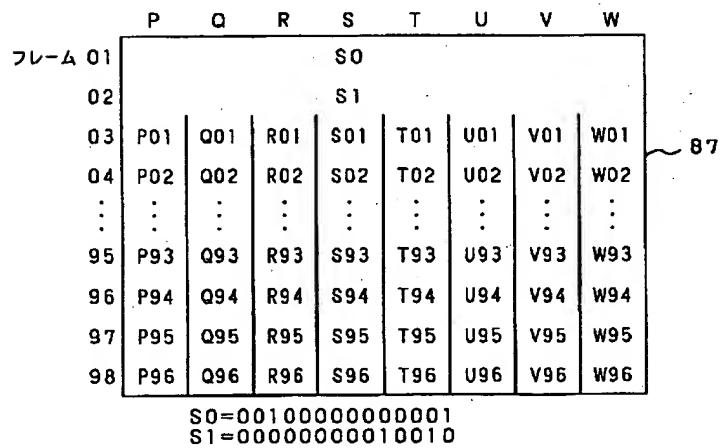 P Q R S T U V W
フレーム 01 S0
02 S1
03 P01 Q01 R01 S01 T01 U01 V01 W01
87
04 P02 Q02 R02 S02 T02 U02 V02 W02
⋮ ⋮ ⋮ ⋮ ⋮ ⋮ ⋮ ⋮ ⋮
95 P93 Q93 R93 S93 T93 U93 V93 W93
96 P94 Q94 R94 S94 T94 U94 V94 W94
97 P95 Q95 R95 S95 T95 U95 V95 W95
98 P96 Q96 R96 S96 T96 U96 V96 W96
S0=00100000000001
S1=00000000010010